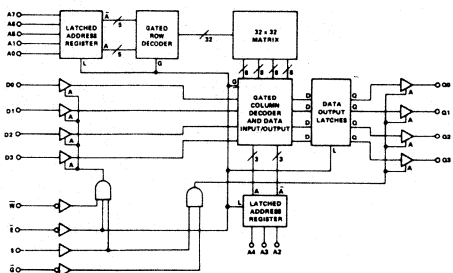 A7
A6
A5
A1
A0
LATCHED
ADDRESS
REGISTER
L
Ā
5
A
5
GATED
ROW
DECODER
G
32
32 x 32
MATRIX
8
8
8
8
D0
A
D1
A
D2
A
D3
A
G
GATED
COLUMN
DECODER
AND DATA
INPUT/OUTPUT
D
D
D
D
DATA
OUTPUT
LATCHES
L
Q
Q
Q
Q
A
Q0
A
Q1
A
Q2
A
Q3
3
3
A
Ā
L
LATCHED
ADDRESS
REGISTER
A4
A3
A2
W̅
E̅
S
G̅